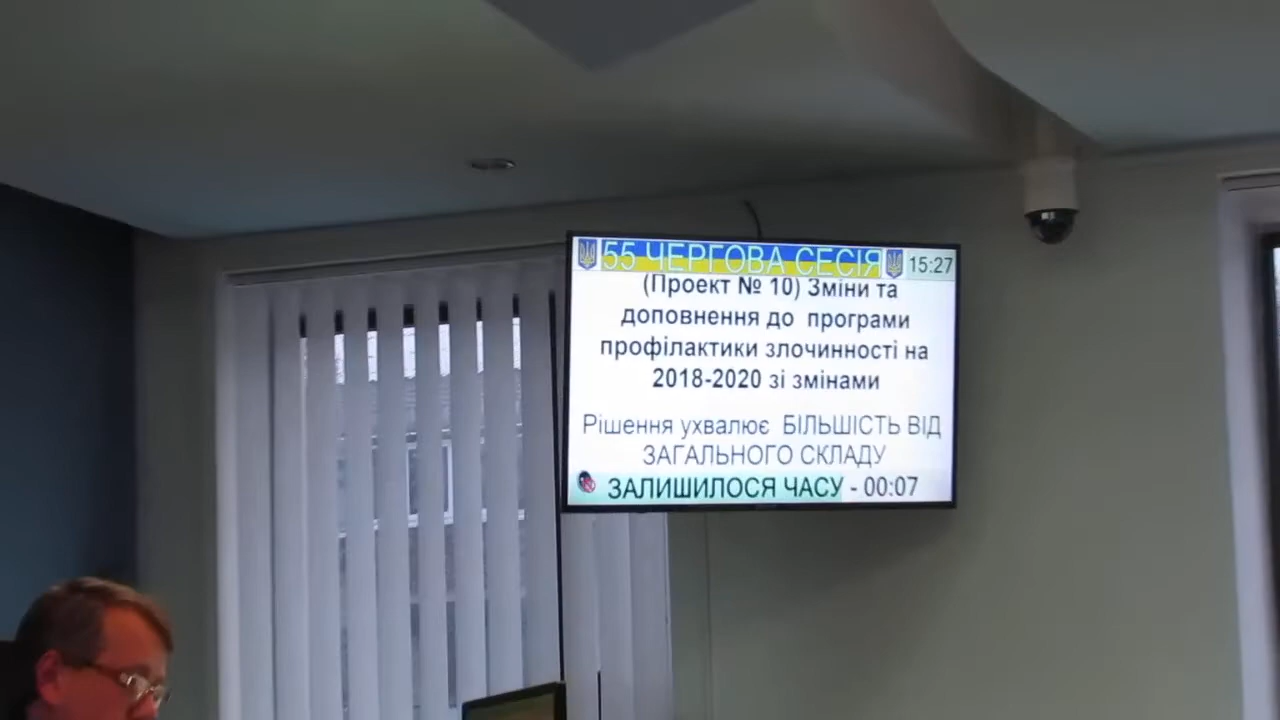 55 ЧЕРГОВА СЕСІЯ 15:27
(Проект № 10) Зміни та
доповнення до програми
профілактики злочинності на
2018-2020 зі змінами
Рішення ухвалює БІЛЬШІСТЬ ВІД
ЗАГАЛЬНОГО СКЛАДУ
ЗАЛИШИЛОСЯ ЧАСУ - 00:07